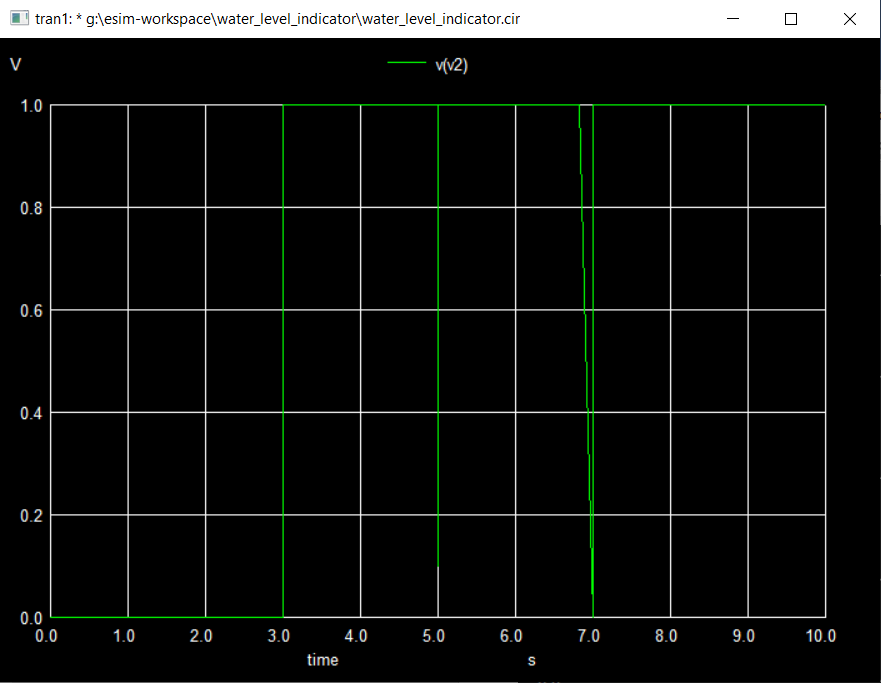 tran1: * g:\esim-workspace\water_level_indicator\water_level_indicator.cir
V
v(v2)
1.0
0.8
0.6
0.4
0.2
0.0
0.0 1.0 2.0 3.0 4.0 5.0 6.0 7.0 8.0 9.0 10.0
time s